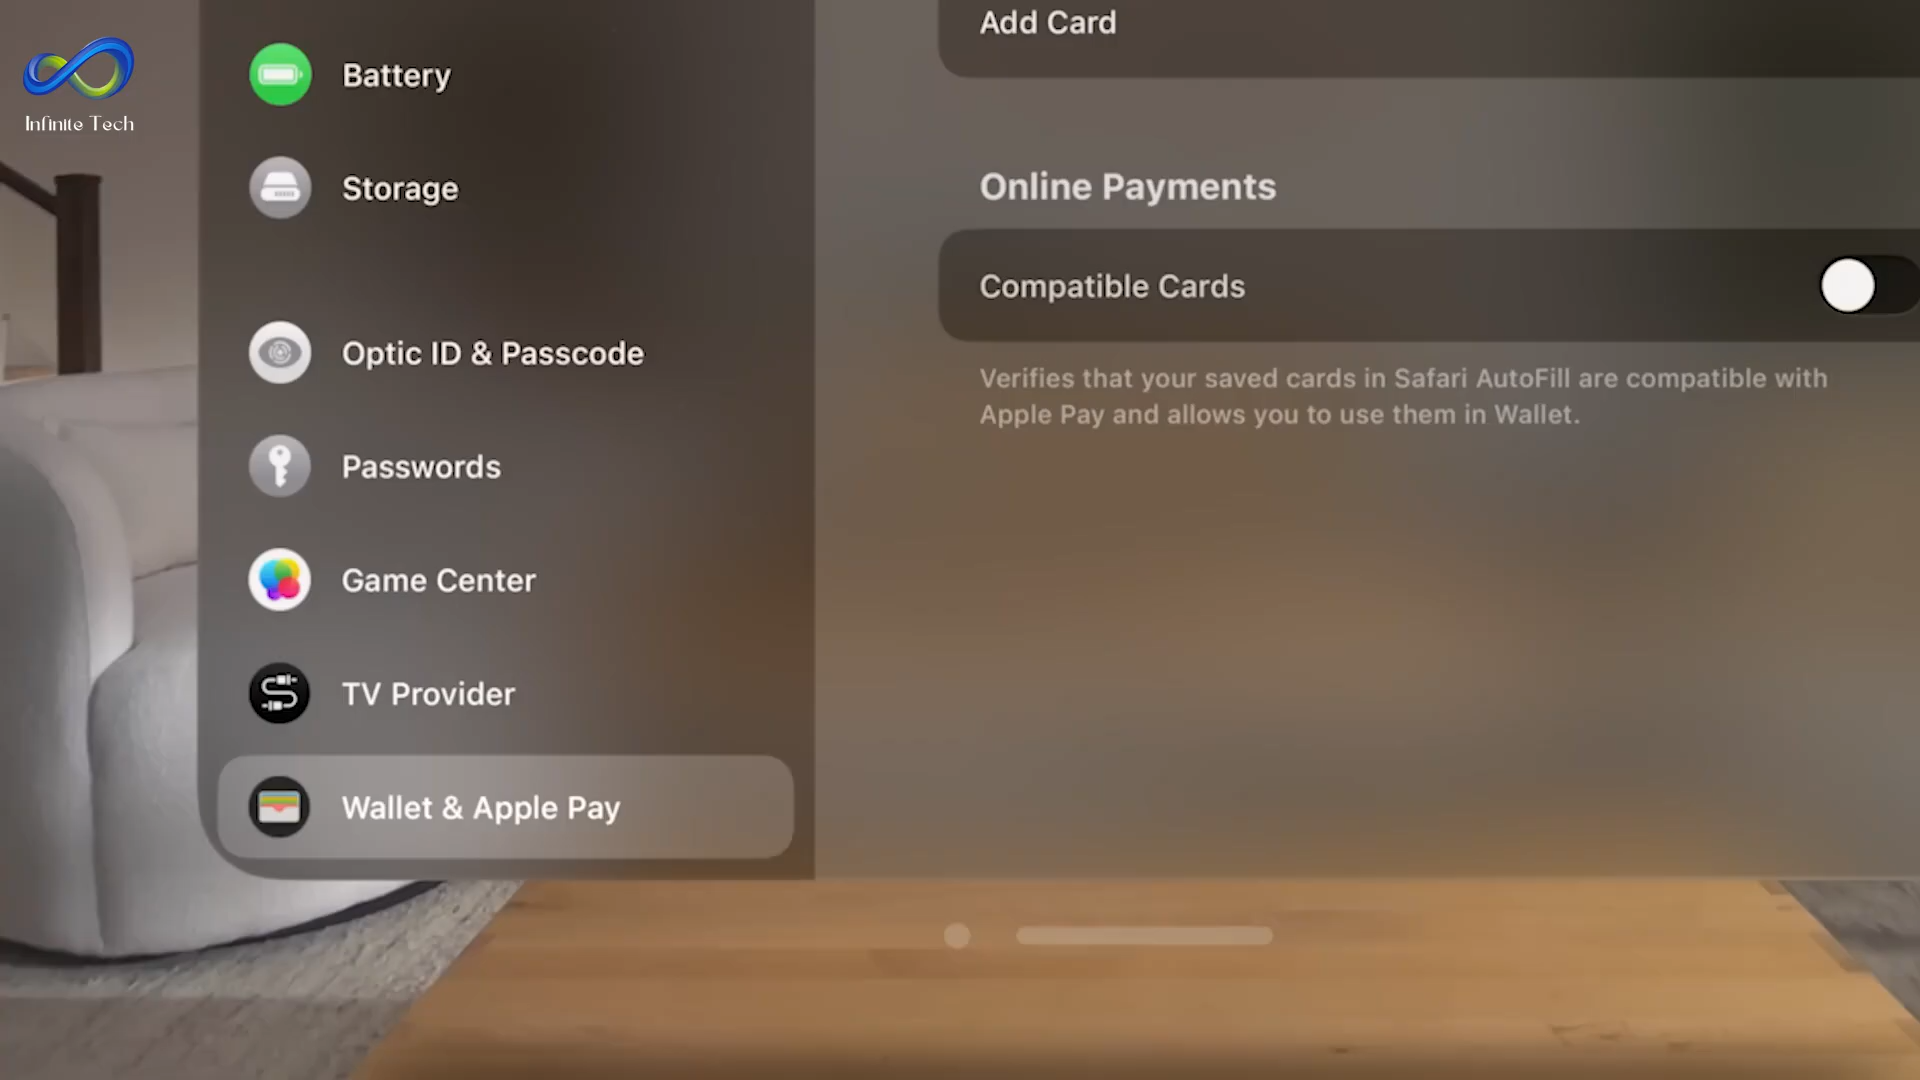 Infinite Tech
Battery
Storage
Optic ID & Passcode
Passwords
Game Center
TV Provider
Wallet & Apple Pay
Add Card
Online Payments
Compatible Cards
Verifies that your saved cards in Safari AutoFill are compatible with
Apple Pay and allows you to use them in Wallet.